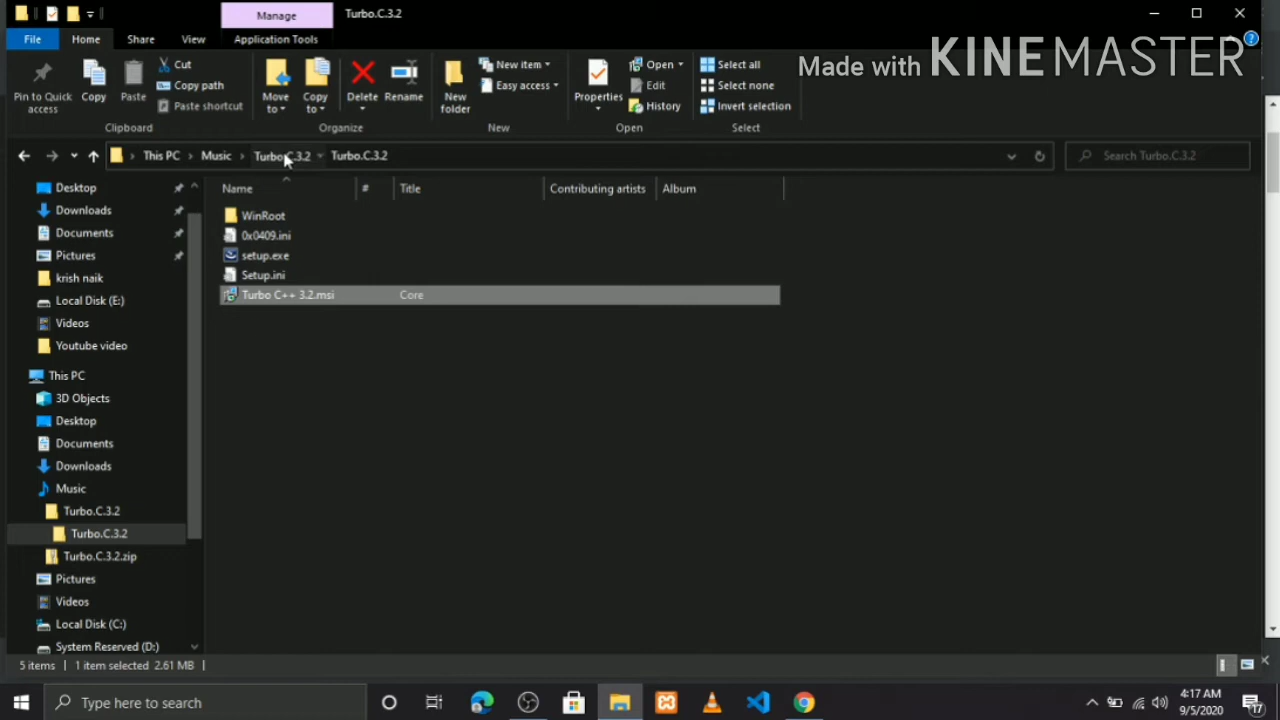 Manage
Turbo.C.3.2
File
Home
Share
View
Application Tools
Made with KINEMASTER
Pin to Quick access
Copy
Paste
Cut
Copy path
Paste shortcut
Clipboard
Move to
Copy to
Delete
Rename
Organize
New folder
New item
Easy access
New
Properties
Open
Edit
History
Open
Select all
Select none
Invert selection
Select
This PC > Music > Turbo.C.3.2 Turbo.C.3.2
Search Turbo.C.3.2
Name # Title Contributing artists Album
WinRoot
0x0409.ini
setup.exe
Setup.ini
Turbo C++ 3.2.msi Core
Desktop
Downloads
Documents
Pictures
krish naik
Local Disk (E:)
Videos
Youtube video
This PC
3D Objects
Desktop
Documents
Downloads
Music
Turbo.C.3.2
Turbo.C.3.2
Turbo.C.3.2.zip
Pictures
Videos
Local Disk (C:)
System Reserved (D:)
5 items 1 item selected 2.61 MB
Type here to search
4:17 AM
9/5/2020
17